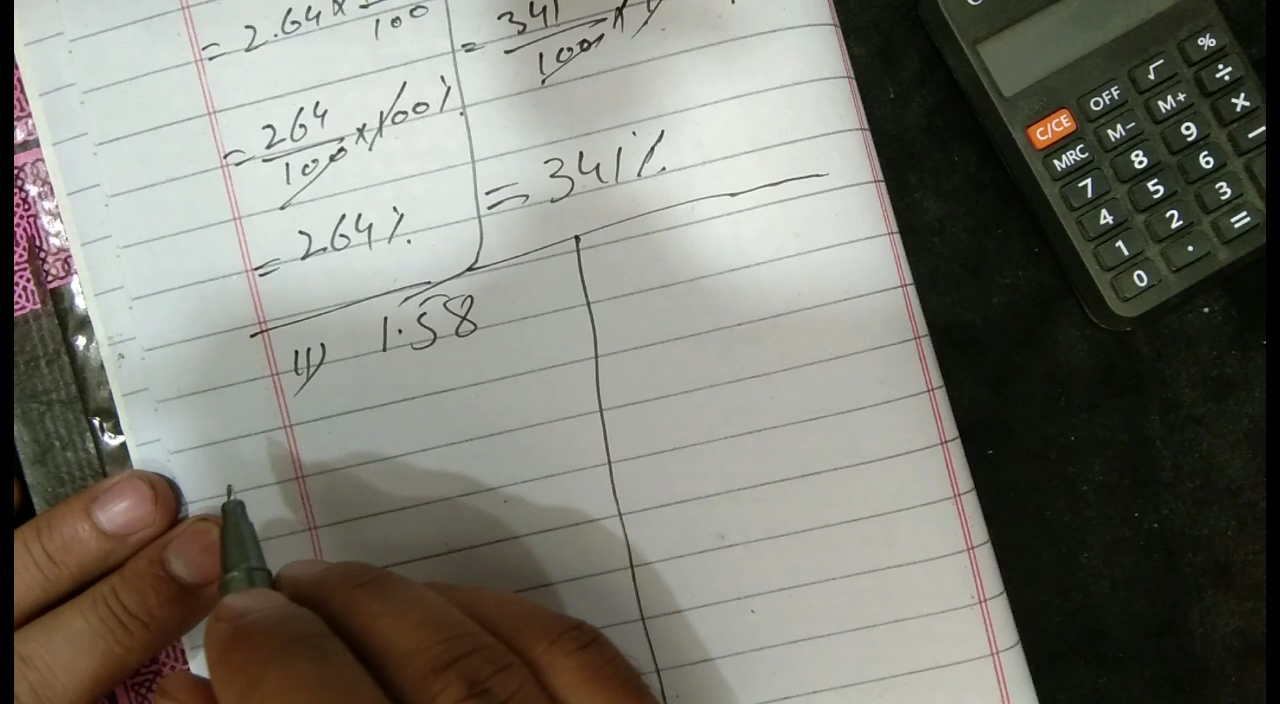 = 2.64 × 100
= 264/100 × 100%
= 264%
= 341/100 ×
= 341%
11) 1.58
%
√ ÷
OFF M+ ×
C/CE M- 9 −
MRC 8 6
7 5 3
4 2 =
1 .
0